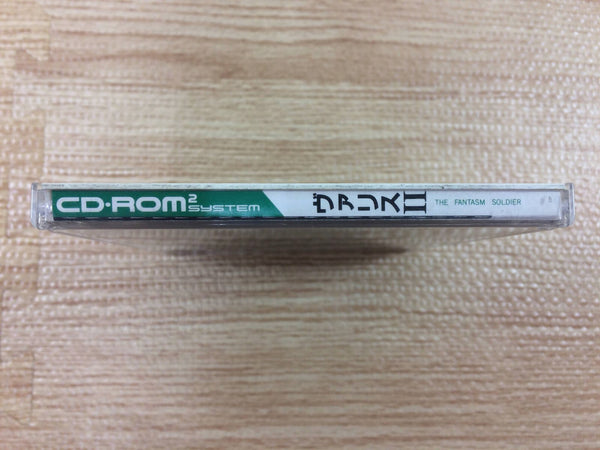 CD-ROM² SYSTEM ヴァリスII THE FANTASM SOLDIER